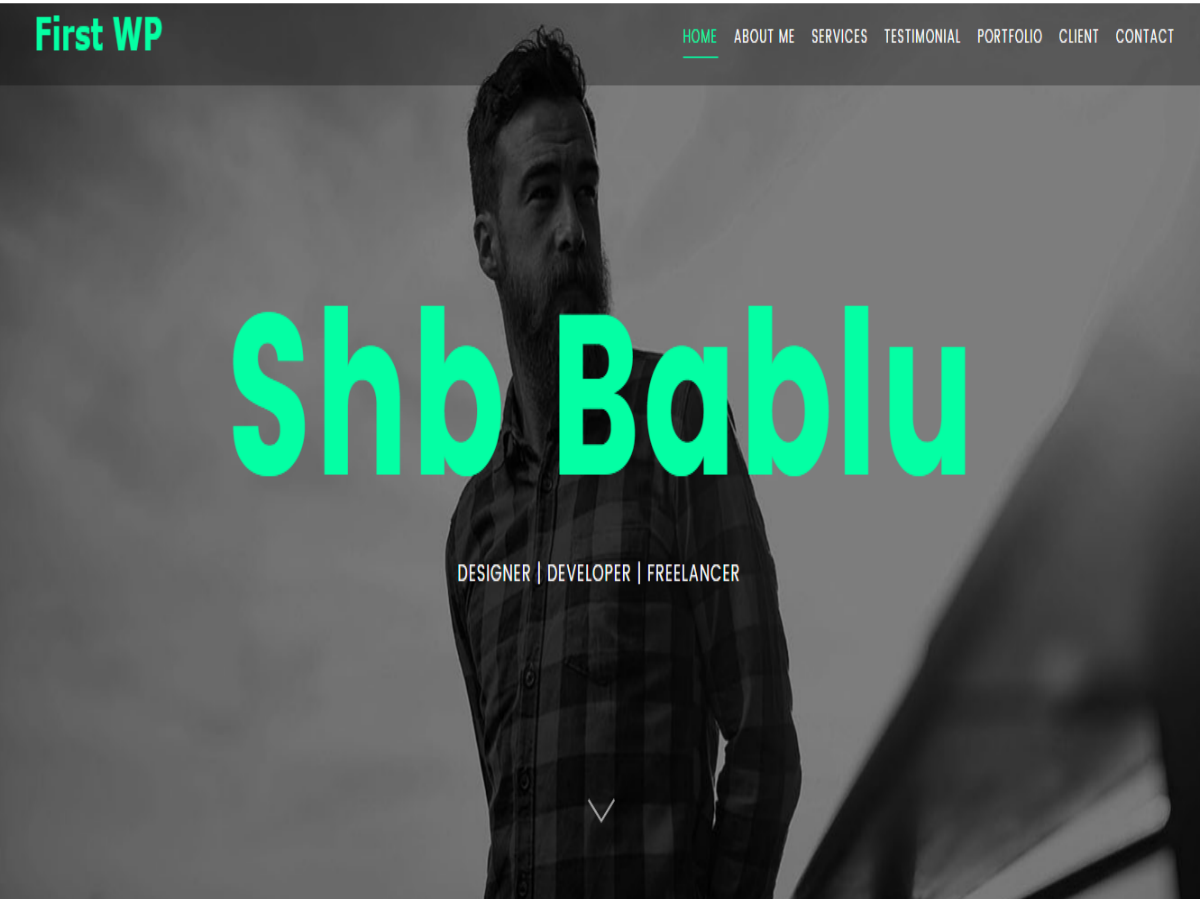 First WP
HOME ABOUT ME SERVICES TESTIMONIAL PORTFOLIO CLIENT CONTACT
Shb Bablu
DESIGNER | DEVELOPER | FREELANCER